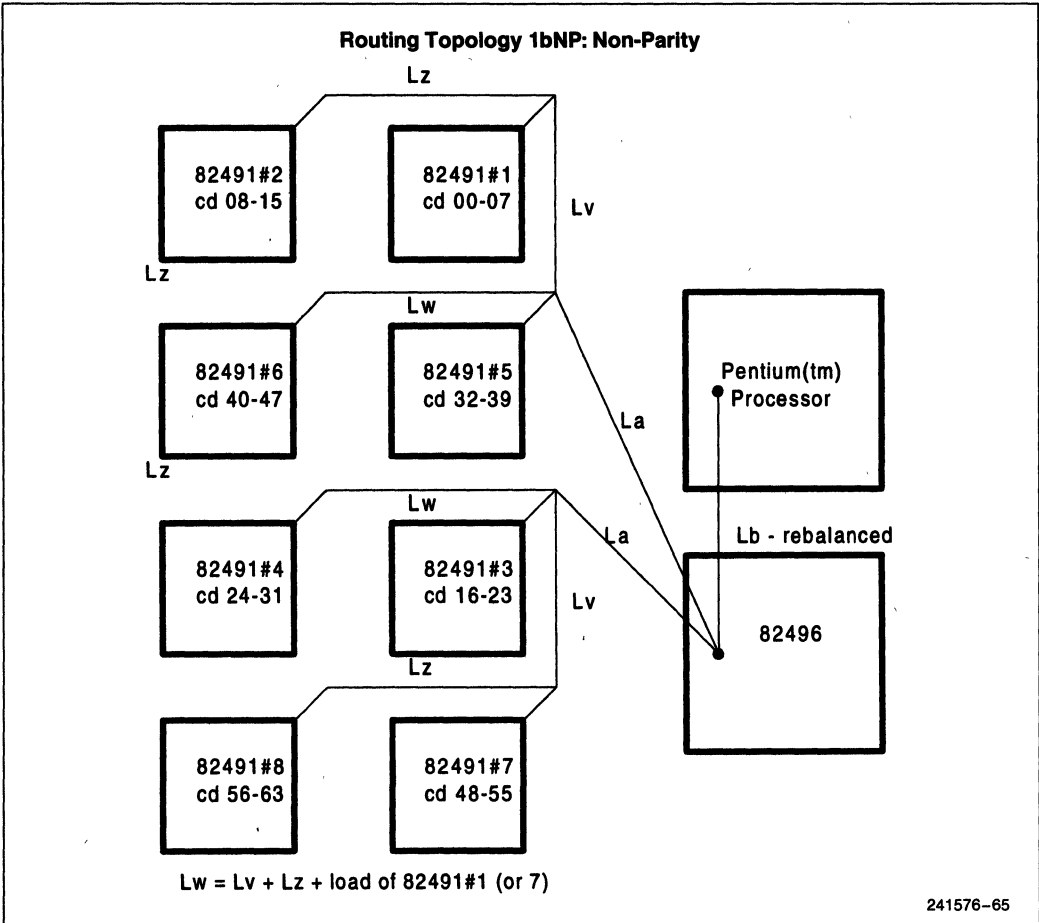 Routing Topology 1bNP: Non-Parity
Lz
82491#2
cd 08-15
82491#1
cd 00-07
Lv
Lz
Lw
82491#6
cd 40-47
82491#5
cd 32-39
Pentium(tm)
Processor
La
Lz
Lw
La
Lb - rebalanced
82491#4
cd 24-31
82491#3
cd 16-23
Lv
82496
Lz
82491#8
cd 56-63
82491#7
cd 48-55
Lw = Lv + Lz + load of 82491#1 (or 7)
241576-65